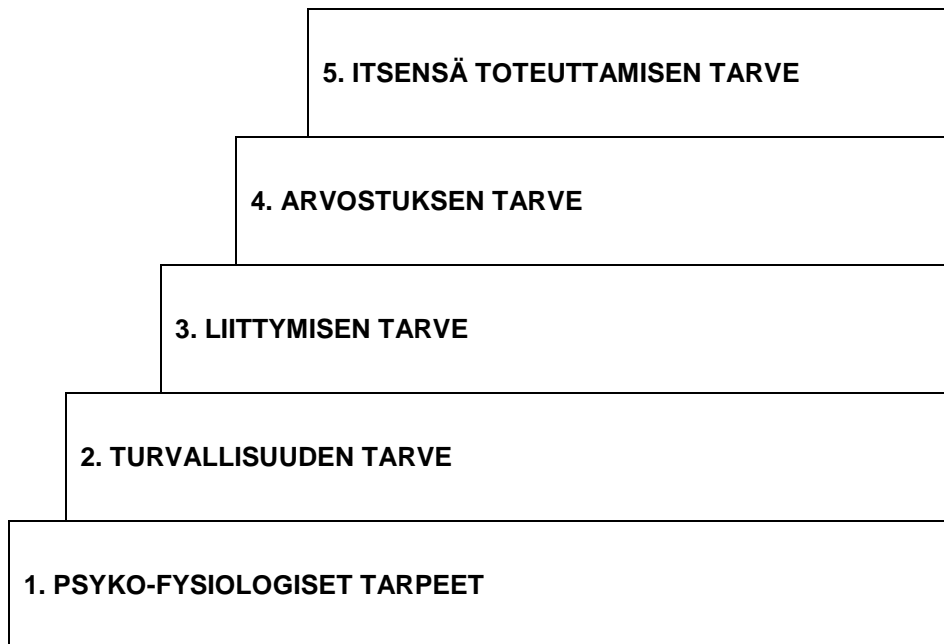 5. ITSENSÄ TOTEUTTAMISEN TARVE
4. ARVOSTUKSEN TARVE
3. LIITTYMISEN TARVE
2. TURVALLISUUDEN TARVE
1. PSYKO-FYSIOLOGISET TARPEET